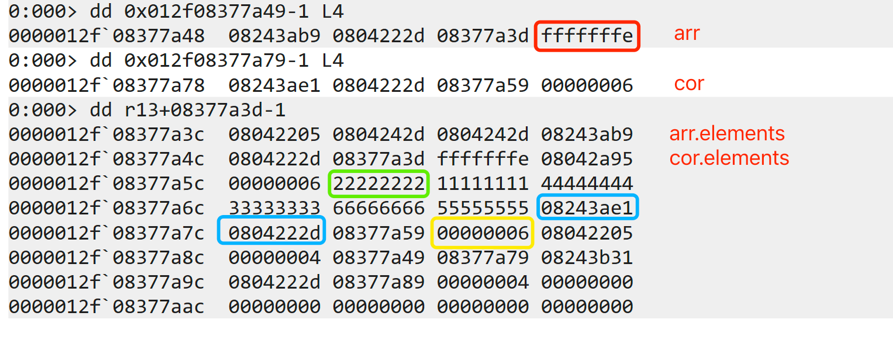 0:000> dd 0x012f08377a49-1 L4
0000012f`08377a48 08243ab9 0804222d 08377a3d fffffffe arr
0:000> dd 0x012f08377a79-1 L4
0000012f`08377a78 08243ae1 0804222d 08377a59 00000006 cor
0:000> dd r13+08377a3d-1
0000012f`08377a3c 08042205 0804242d 0804242d 08243ab9 arr.elements
0000012f`08377a4c 0804222d 08377a3d fffffffe 08042a95 cor.elements
0000012f`08377a5c 00000006 22222222 11111111 44444444
0000012f`08377a6c 33333333 66666666 55555555 08243ae1
0000012f`08377a7c 0804222d 08377a59 00000006 08042205
0000012f`08377a8c 00000004 08377a49 08377a79 08243b31
0000012f`08377a9c 0804222d 08377a89 00000004 00000000
0000012f`08377aac 00000000 00000000 00000000 00000000